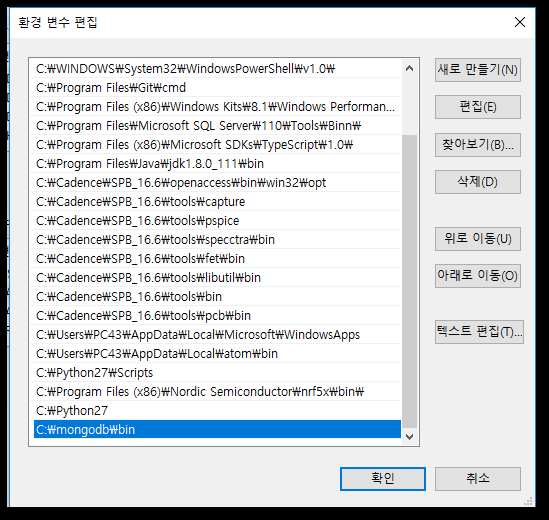 환경 변수 편집
C:₩WINDOWS₩System32₩WindowsPowerShell₩v1.0₩
C:₩Program Files₩Git₩cmd
C:₩Program Files (x86)₩Windows Kits₩8.1₩Windows Performan...
C:₩Program Files₩Microsoft SQL Server₩110₩Tools₩Binn₩
C:₩Program Files (x86)₩Microsoft SDKs₩TypeScript₩1.0₩
C:₩Program Files₩Java₩jdk1.8.0_111₩bin
C:₩Cadence₩SPB_16.6₩openaccess₩bin₩win32₩opt
C:₩Cadence₩SPB_16.6₩tools₩capture
C:₩Cadence₩SPB_16.6₩tools₩pspice
C:₩Cadence₩SPB_16.6₩tools₩specctra₩bin
C:₩Cadence₩SPB_16.6₩tools₩fet₩bin
C:₩Cadence₩SPB_16.6₩tools₩libutil₩bin
C:₩Cadence₩SPB_16.6₩tools₩bin
C:₩Cadence₩SPB_16.6₩tools₩pcb₩bin
C:₩Users₩PC43₩AppData₩Local₩Microsoft₩WindowsApps
C:₩Users₩PC43₩AppData₩Local₩atom₩bin
C:₩Python27₩Scripts
C:₩Program Files (x86)₩Nordic Semiconductor₩nrf5x₩bin₩
C:₩Python27
C:₩mongodb₩bin
새로 만들기(N)
편집(E)
찾아보기(B)...
삭제(D)
위로 이동(U)
아래로 이동(O)
텍스트 편집(T)...
확인
취소